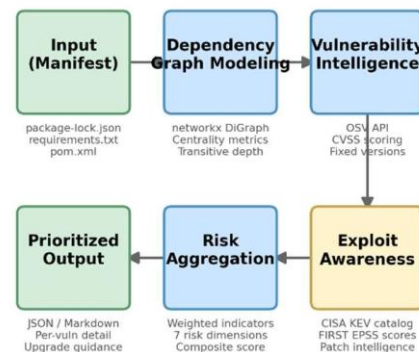 Input
(Manifest)
package-lock.json
requirements.txt
pom.xml
Dependency
Graph Modeling
networkx DiGraph
Centrality metrics
Transitive depth
Vulnerability
Intelligence
OSV API
CVSS scoring
Fixed versions
Exploit
Awareness
CISA KEV catalog
FIRST EPSS scores
Patch intelligence
Risk
Aggregation
Weighted indicators
7 risk dimensions
Composite score
Prioritized
Output
JSON / Markdown
Per-vuln detail
Upgrade guidance